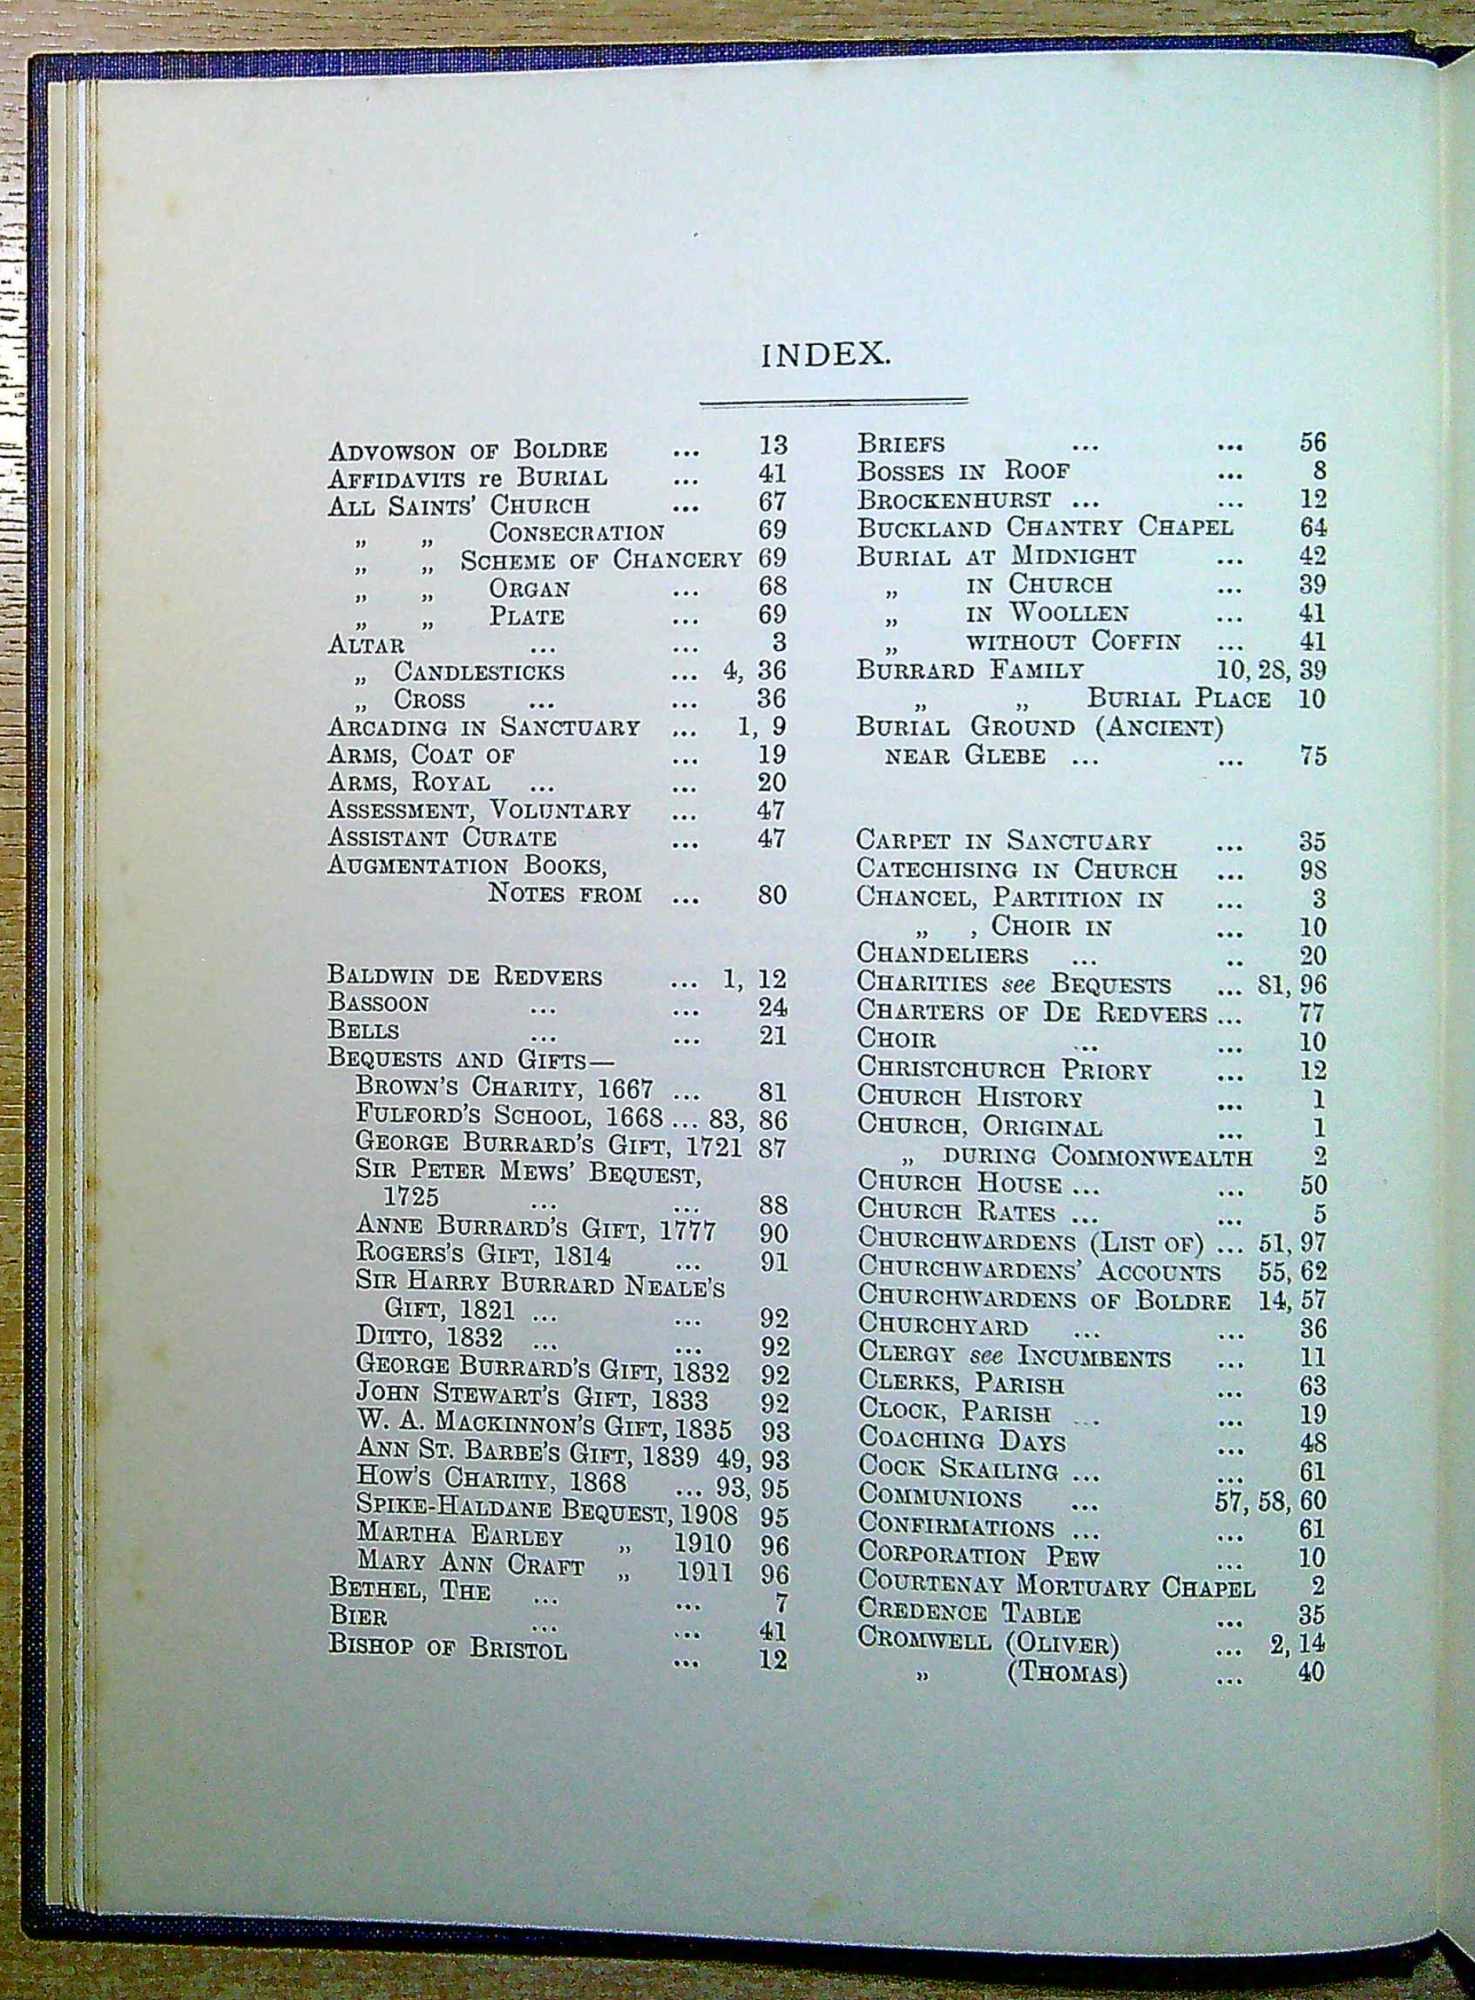 INDEX.
ADVOWSON OF BOLDRE ... 13
AFFIDAVITS re BURIAL ... 41
ALL SAINTS' CHURCH ... 67
„ „ CONSECRATION 69
„ „ SCHEME OF CHANCERY 69
„ „ ORGAN ... 68
„ „ PLATE ... 69
ALTAR ... ... 3
„ CANDLESTICKS ... 4, 36
„ CROSS ... ... 36
ARCADING IN SANCTUARY ... 1, 9
ARMS, COAT OF ... 19
ARMS, ROYAL ... ... 20
ASSESSMENT, VOLUNTARY ... 47
ASSISTANT CURATE ... 47
AUGMENTATION BOOKS,
NOTES FROM ... 80
BALDWIN DE REDVERS ... 1, 12
BASSOON ... ... 24
BELLS ... ... 21
BEQUESTS AND GIFTS—
BROWN'S CHARITY, 1667 ... 81
FULFORD'S SCHOOL, 1668 ... 83, 86
GEORGE BURRARD'S GIFT, 1721 87
SIR PETER MEWS' BEQUEST,
1725 ... ... 88
ANNE BURRARD'S GIFT, 1777 90
ROGERS'S GIFT, 1814 ... 91
SIR HARRY BURRARD NEALE'S
GIFT, 1821 ... ... 92
DITTO, 1832 ... ... 92
GEORGE BURRARD'S GIFT, 1832 92
JOHN STEWART'S GIFT, 1833 92
W. A. MACKINNON'S GIFT, 1835 93
ANN ST. BARBE'S GIFT, 1839 49, 93
HOW'S CHARITY, 1868 ... 93, 95
SPIKE-HALDANE BEQUEST, 1908 95
MARTHA EARLEY „ 1910 96
MARY ANN CRAFT „ 1911 96
BETHEL, THE ... ... 7
BIER ... ... 41
BISHOP OF BRISTOL ... 12
BRIEFS ... ... 56
BOSSES IN ROOF ... 8
BROCKENHURST ... ... 12
BUCKLAND CHANTRY CHAPEL 64
BURIAL AT MIDNIGHT ... 42
„ IN CHURCH ... 39
„ IN WOOLLEN ... 41
„ WITHOUT COFFIN ... 41
BURRARD FAMILY 10, 28, 39
„ „ BURIAL PLACE 10
BURIAL GROUND (ANCIENT)
NEAR GLEBE ... ... 75
CARPET IN SANCTUARY ... 35
CATECHISING IN CHURCH ... 98
CHANCEL, PARTITION IN ... 3
„ , CHOIR IN ... 10
CHANDELIERS ... .. 20
CHARITIES see BEQUESTS ... 81, 96
CHARTERS OF DE REDVERS ... 77
CHOIR ... ... 10
CHRISTCHURCH PRIORY ... 12
CHURCH HISTORY ... 1
CHURCH, ORIGINAL ... 1
„ DURING COMMONWEALTH 2
CHURCH HOUSE ... ... 50
CHURCH RATES ... ... 5
CHURCHWARDENS (LIST OF) ... 51, 97
CHURCHWARDENS' ACCOUNTS 55, 62
CHURCHWARDENS OF BOLDRE 14, 57
CHURCHYARD ... ... 36
CLERGY see INCUMBENTS ... 11
CLERKS, PARISH ... 63
CLOCK, PARISH ... ... 19
COACHING DAYS ... 48
COCK SKAILING ... ... 61
COMMUNIONS ... 57, 58, 60
CONFIRMATIONS ... ... 61
CORPORATION PEW ... 10
COURTENAY MORTUARY CHAPEL 2
CREDENCE TABLE ... 35
CROMWELL (OLIVER) ... 2, 14
„ (THOMAS) ... 40